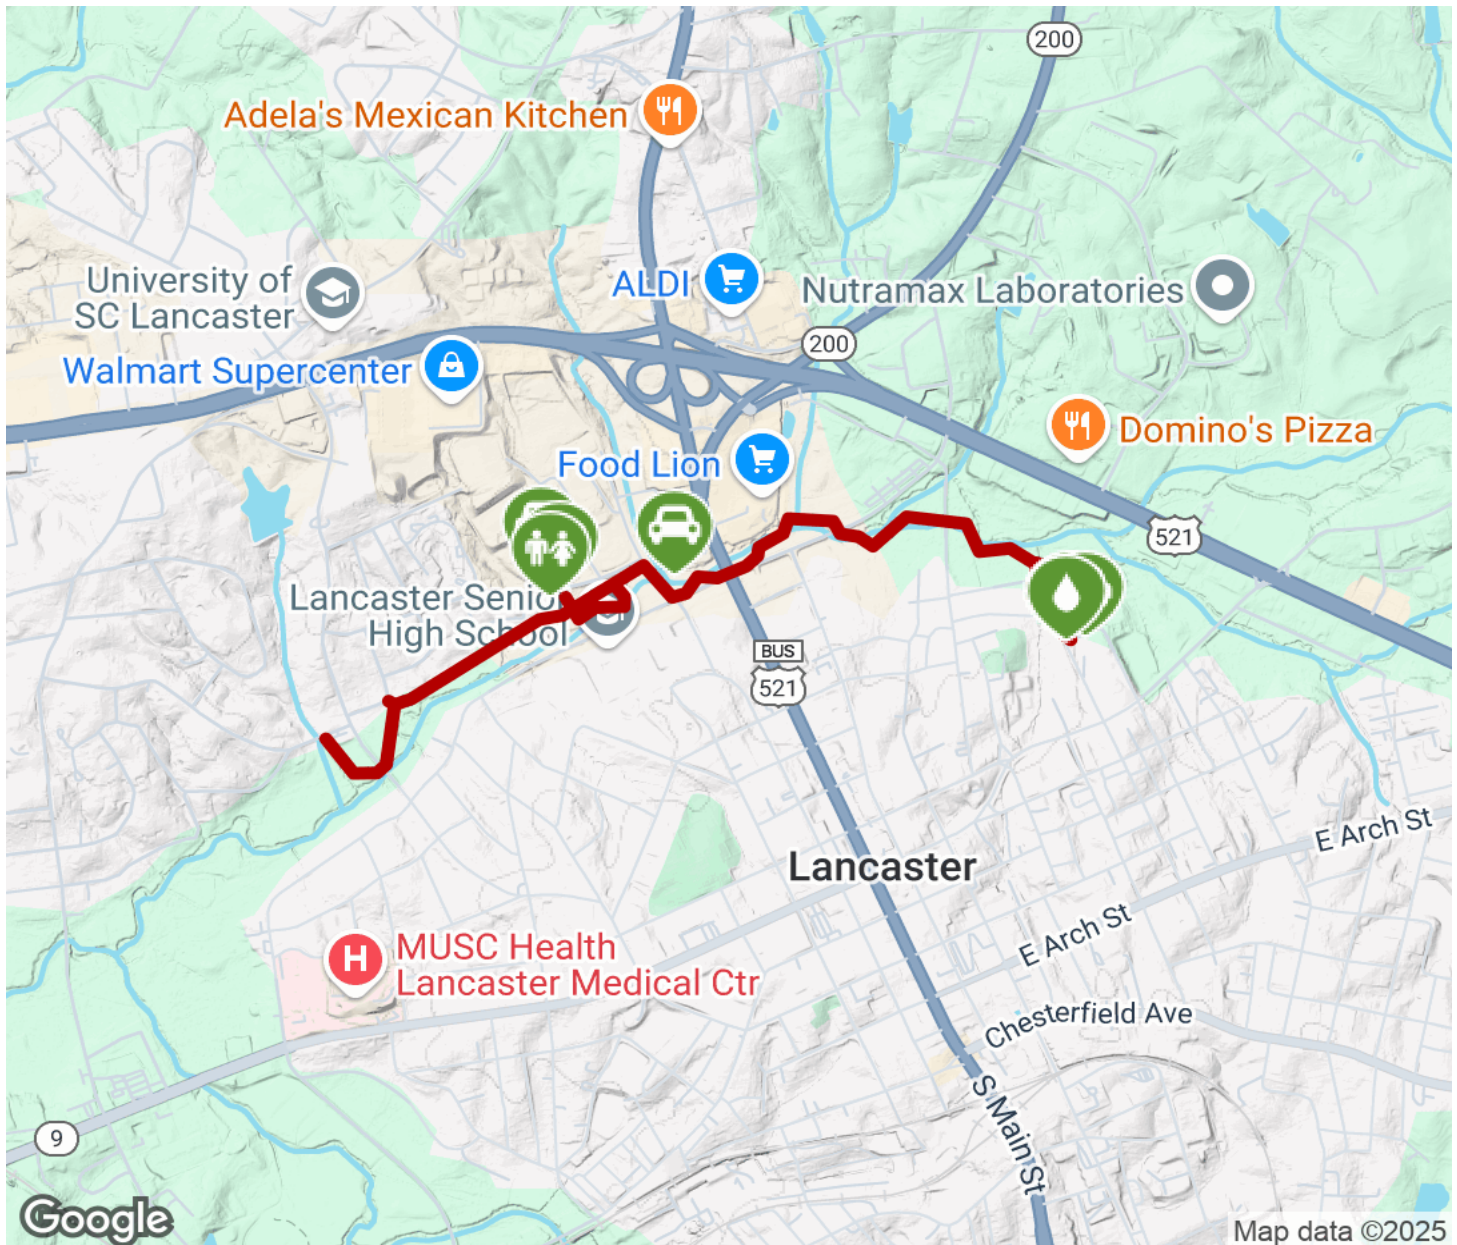 200
Adela's Mexican Kitchen
University of
SC Lancaster
ALDI
Nutramax Laboratories
200
Walmart Supercenter
Domino's Pizza
Food Lion
521
Lancaster Senio
High School
BUS
521
E Arch St
Lancaster
E Arch St
H
MUSC Health
Lancaster Medical Ctr
Chesterfield Ave
S Main St
9
Google
Map data ©2025